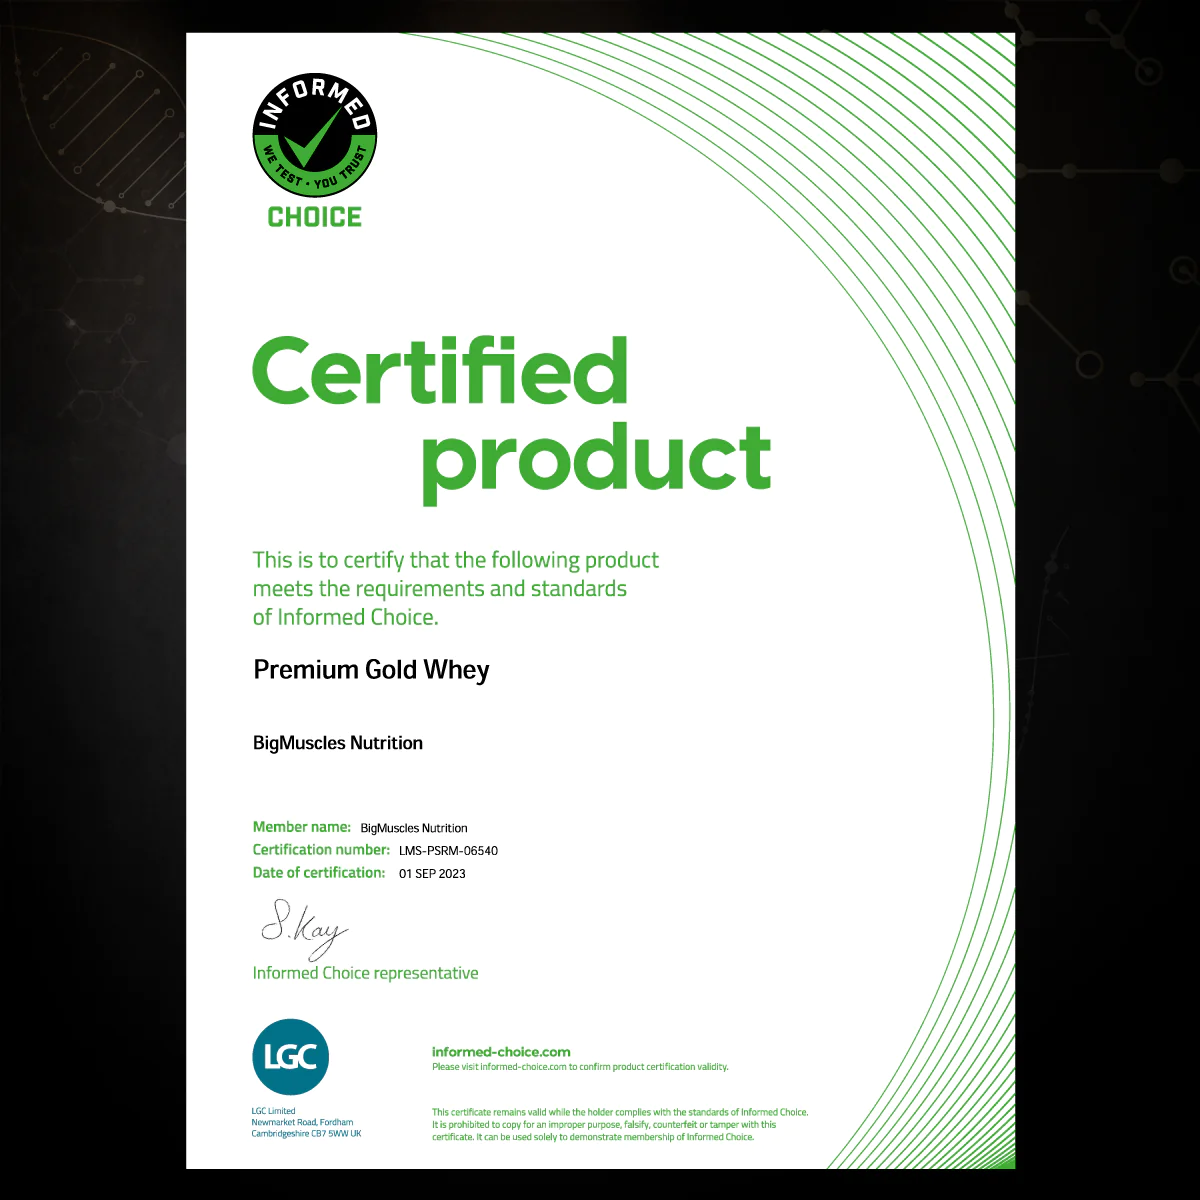 INFORMED
WE TEST • YOU TRUST
CHOICE
Certified
product
This is to certify that the following product
meets the requirements and standards
of Informed Choice.
Premium Gold Whey
BigMuscles Nutrition
Member name: BigMuscles Nutrition
Certification number: LMS-PSRM-06540
Date of certification: 01 SEP 2023
S.Kay
Informed Choice representative
LGC
LGC Limited
Newmarket Road, Fordham
Cambridgeshire CB7 5WW UK
informed-choice.com
Please visit informed-choice.com to confirm product certification validity.
This certificate remains valid while the holder complies with the standards of Informed Choice.
It is prohibited to copy for an improper purpose, falsify, counterfeit or tamper with this
certificate. It can be used solely to demonstrate membership of Informed Choice.